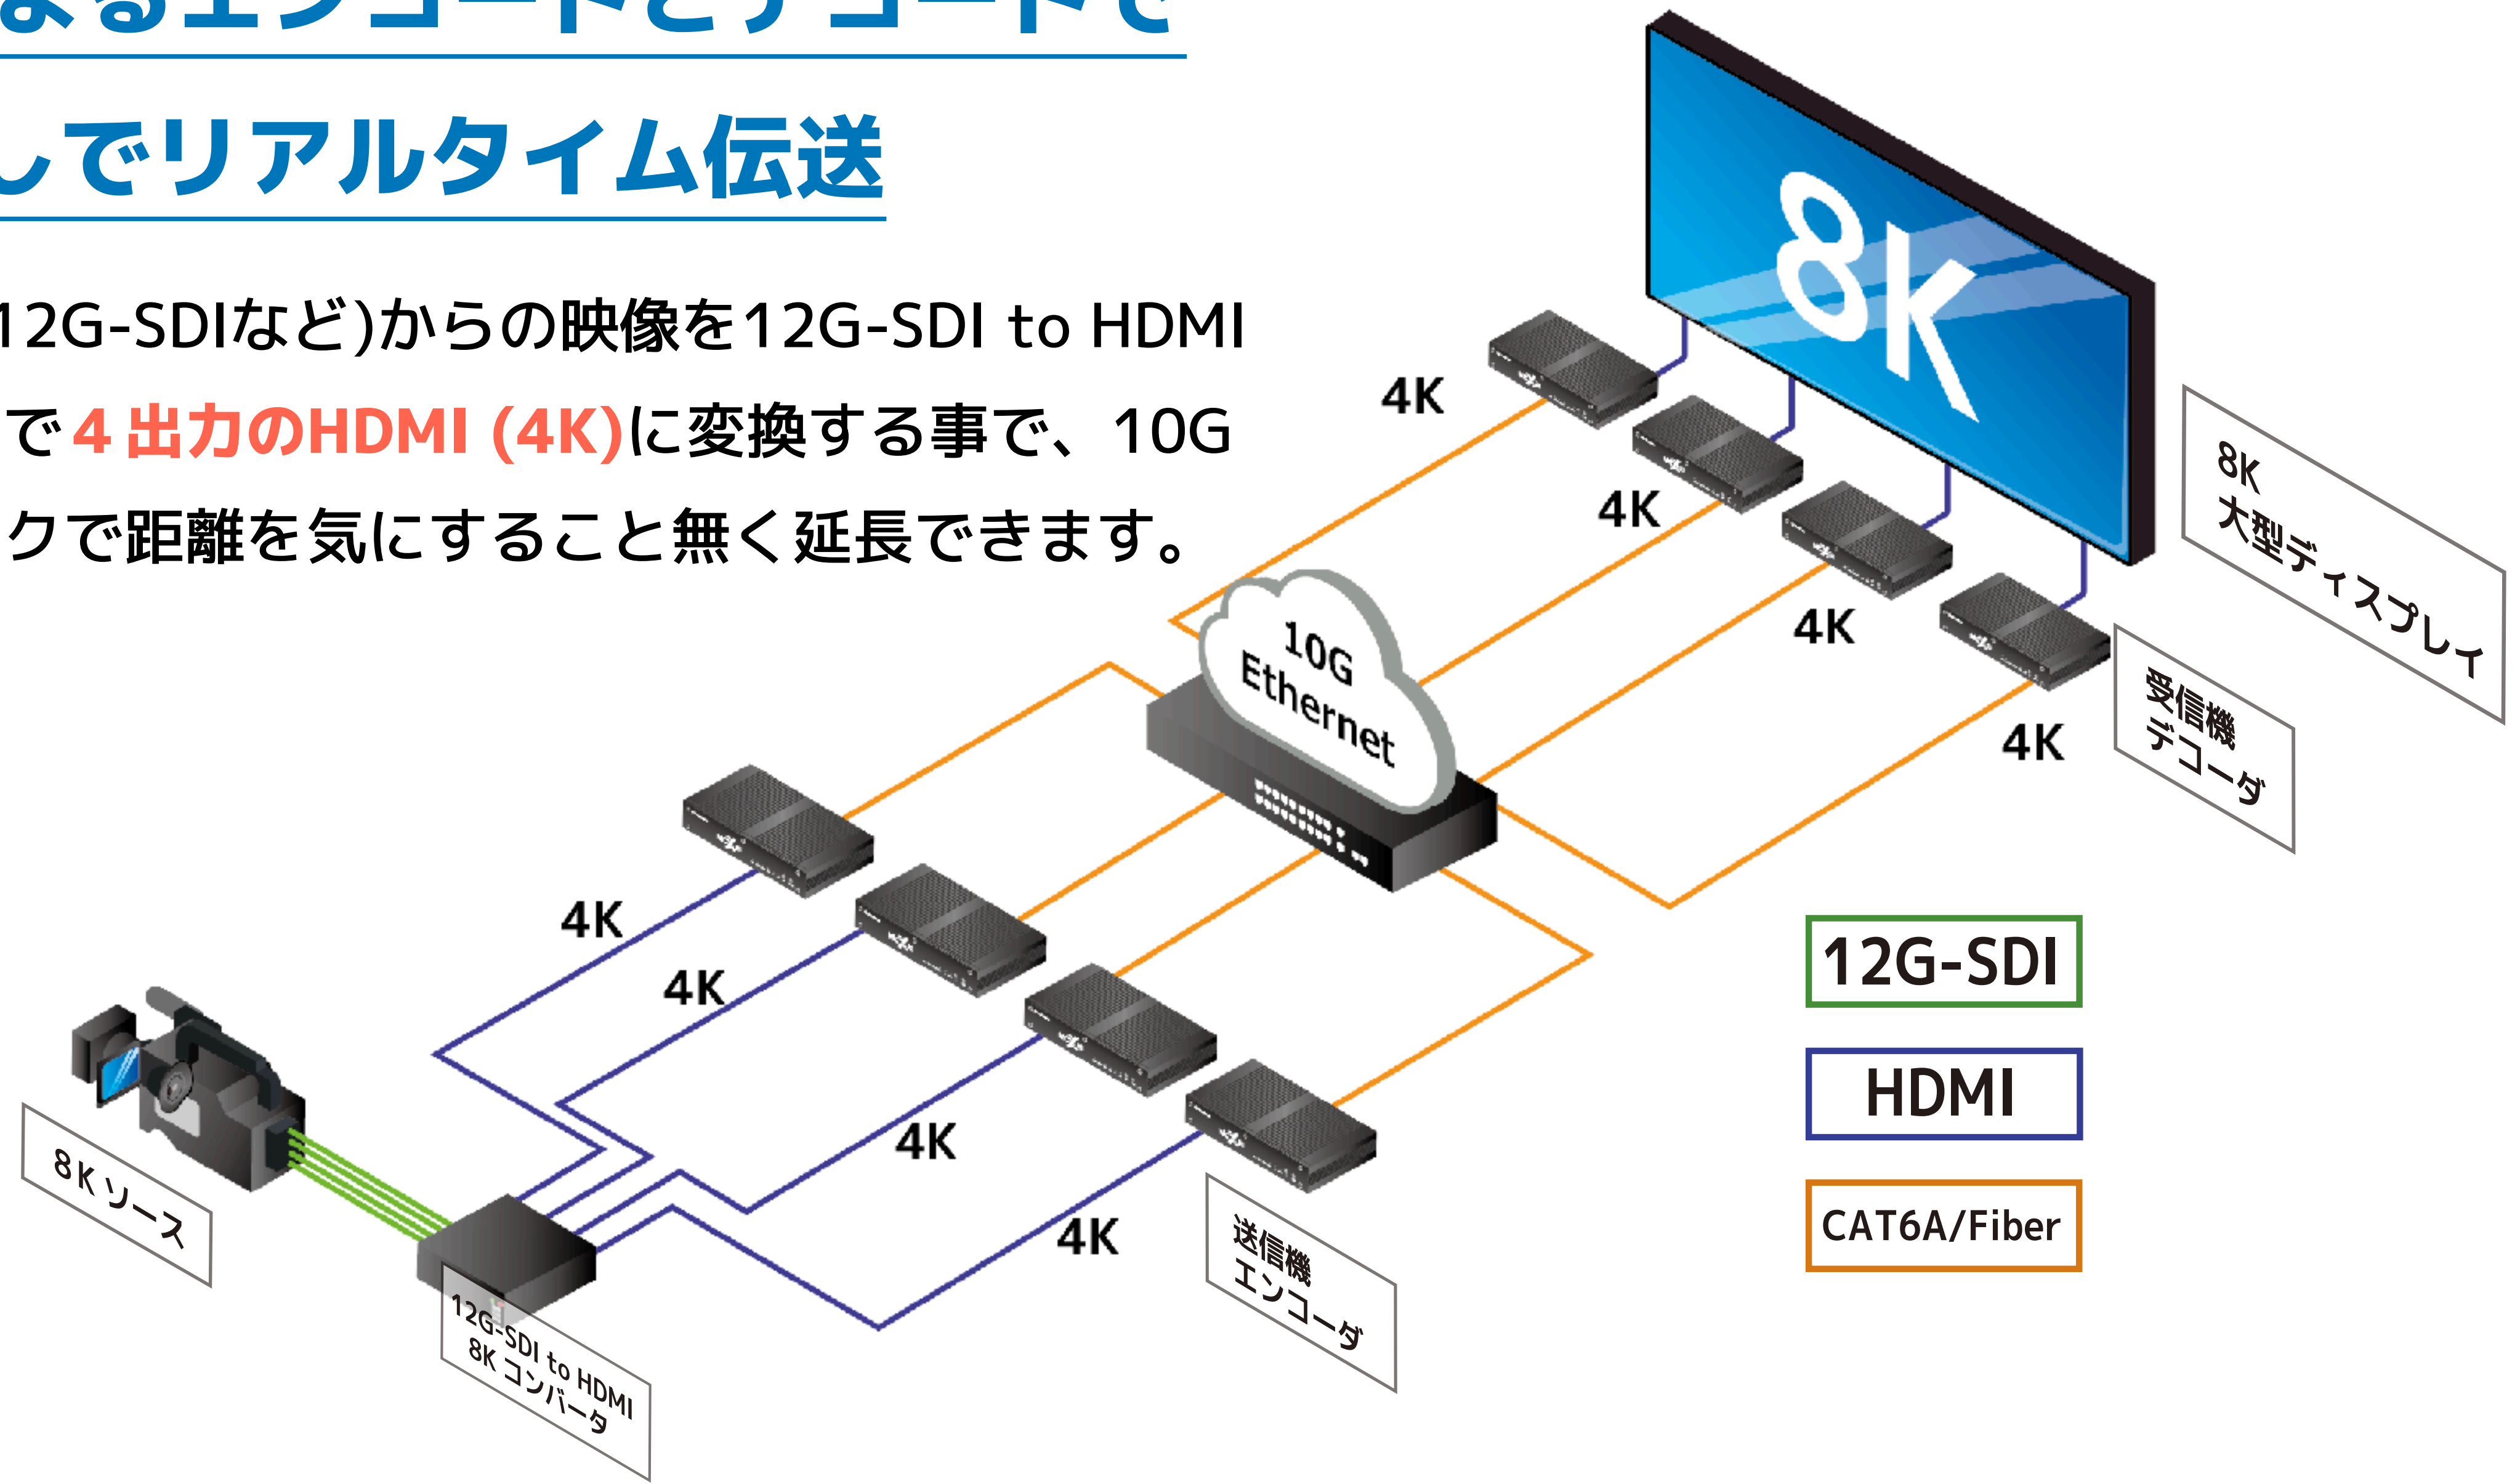 よるエンコードとデコードで
しでリアルタイム伝送
12G-SDIなど)からの映像を12G-SDI to HDMI
で４出力のHDMI (4K)に変換する事で、10G
クで距離を気にすること無く延長できます。
8K
4K
4K
4K
4K
8K
大型ディスプレイ
受信機
デコーダ
10G
Ethernet
4K
4K
4K
4K
12G-SDI
HDMI
CAT6A/Fiber
8Kソース
12G-SDI to HDMI
8K コンバータ
送信機
エンコーダ